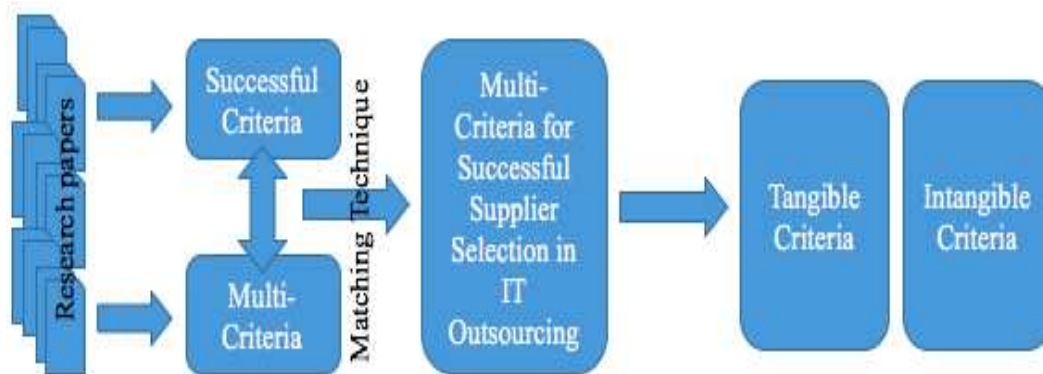 Research papers
Successful
Criteria
Multi-
Criteria
Matching Technique
Multi-
Criteria for
Successful
Supplier
Selection in
IT
Outsourcing
Tangible
Criteria
Intangible
Criteria